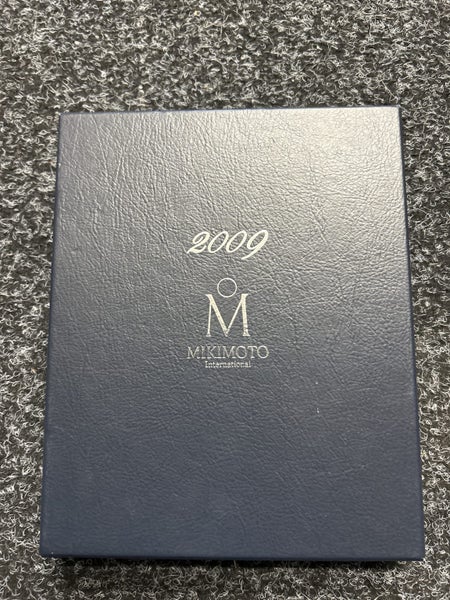 2009
M
MIKIMOTO
International